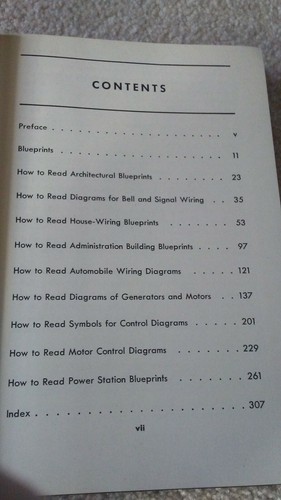 CONTENTS
Preface . . . . . . . . . . . . . . . . . . . . v
Blueprints . . . . . . . . . . . . . . . . . . 11
How to Read Architectural Blueprints . . . . . . . 23
How to Read Diagrams for Bell and Signal Wiring . . 35
How to Read House-Wiring Blueprints . . . . . . . 53
How to Read Administration Building Blueprints . . . . 97
How to Read Automobile Wiring Diagrams . . . . . . 121
How to Read Diagrams of Generators and Motors . . 137
How to Read Symbols for Control Diagrams . . . . . 201
How to Read Motor Control Diagrams . . . . . . . 229
How to Read Power Station Blueprints . . . . . . . 261
Index . . . . . . . . . . . . . . . . . . . . . 307
vii